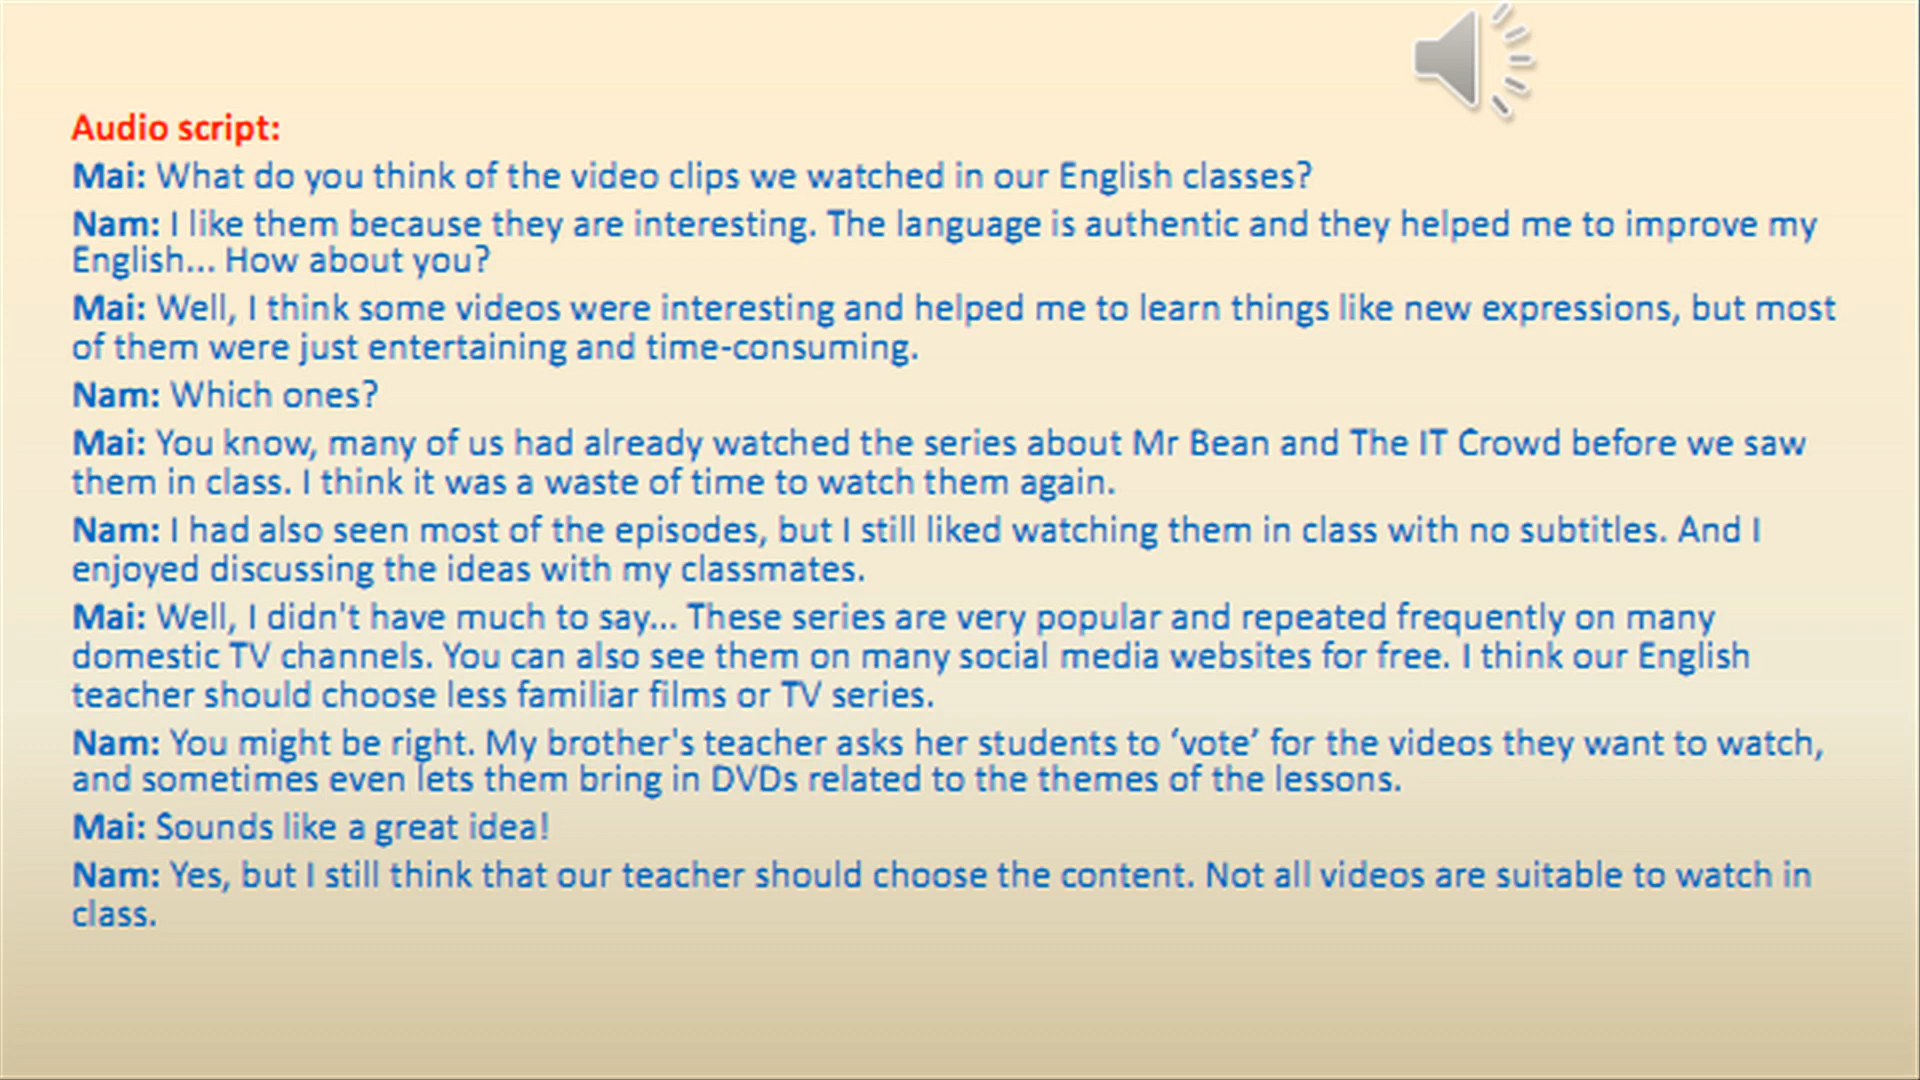 Audio script:
Mai: What do you think of the video clips we watched in our English classes?
Nam: I like them because they are interesting. The language is authentic and they helped me to improve my
English... How about you?
Mai: Well, I think some videos were interesting and helped me to learn things like new expressions, but most
of them were just entertaining and time-consuming.
Nam: Which ones?
Mai: You know, many of us had already watched the series about Mr Bean and The IT Crowd before we saw
them in class. I think it was a waste of time to watch them again.
Nam: I had also seen most of the episodes, but I still liked watching them in class with no subtitles. And I
enjoyed discussing the ideas with my classmates.
Mai: Well, I didn't have much to say... These series are very popular and repeated frequently on many
domestic TV channels. You can also see them on many social media websites for free. I think our English
teacher should choose less familiar films or TV series.
Nam: You might be right. My brother's teacher asks her students to ‘vote’ for the videos they want to watch,
and sometimes even lets them bring in DVDs related to the themes of the lessons.
Mai: Sounds like a great idea!
Nam: Yes, but I still think that our teacher should choose the content. Not all videos are suitable to watch in
class.